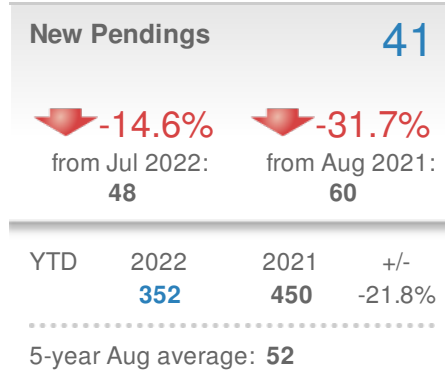 New Pendings 41
-14.6% -31.7%
from Jul 2022: from Aug 2021:
48 60
YTD 2022 2021 +/-
352 450 -21.8%
5-year Aug average: 52